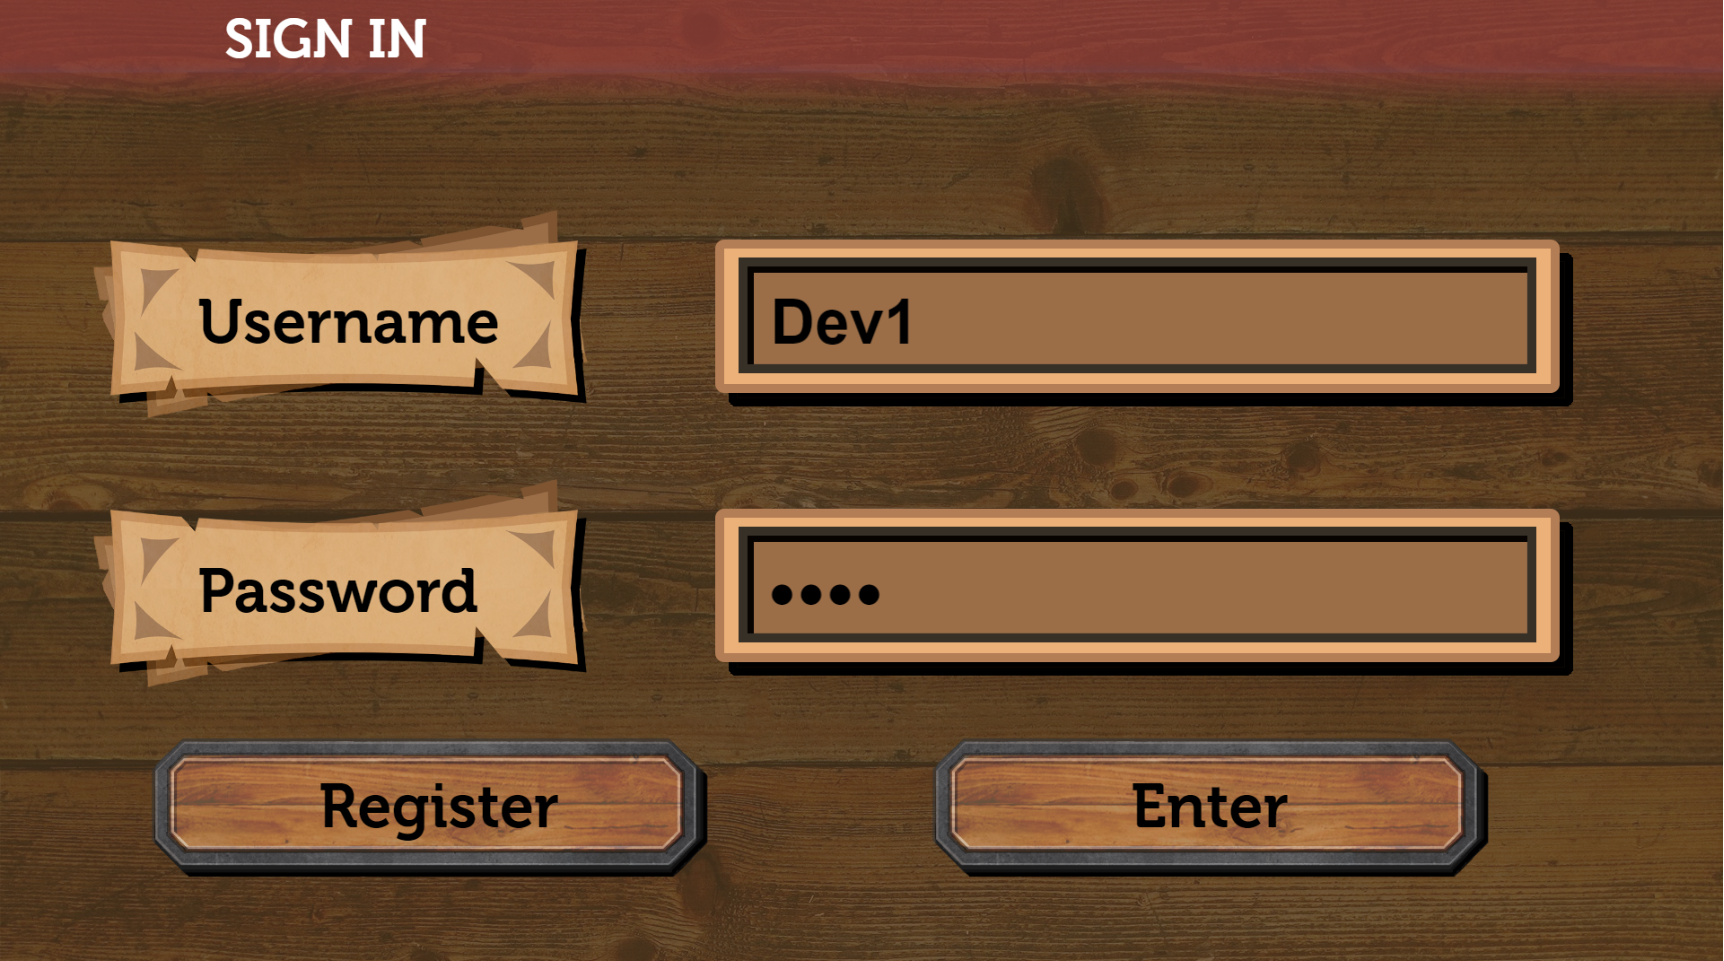 SIGN IN
Username
Dev1
Password
••••
Register
Enter